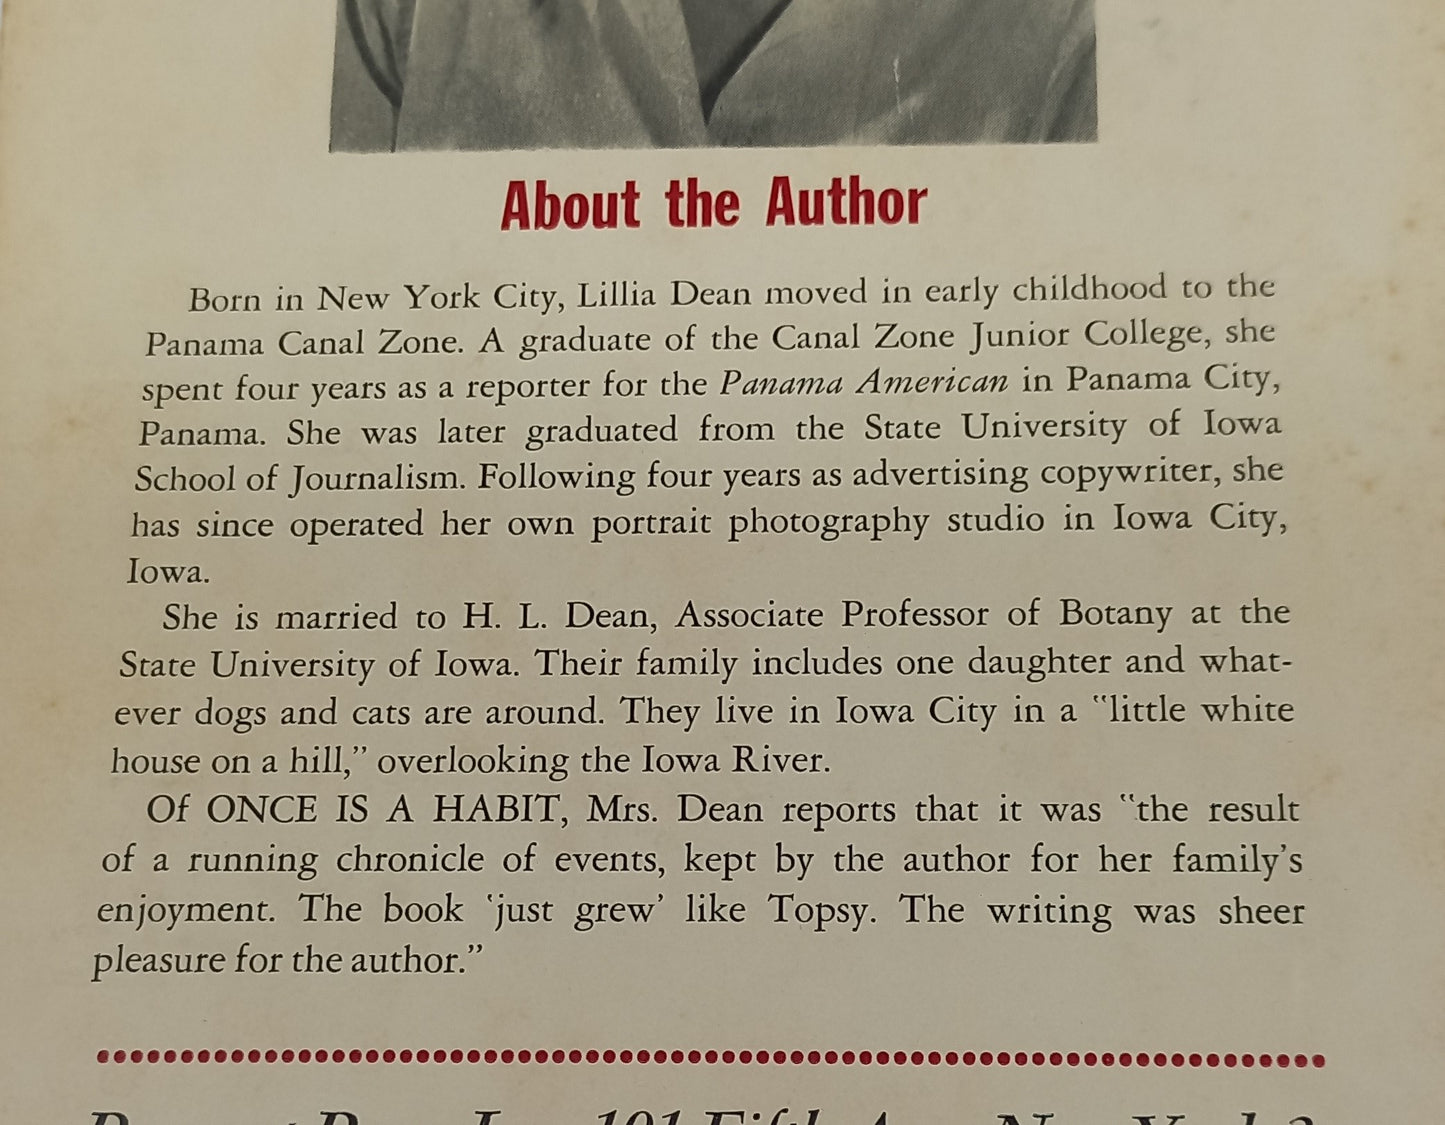 About the Author
Born in New York City, Lillia Dean moved in early childhood to the
Panama Canal Zone. A graduate of the Canal Zone Junior College, she
spent four years as a reporter for the Panama American in Panama City,
Panama. She was later graduated from the State University of Iowa
School of Journalism. Following four years as advertising copywriter, she
has since operated her own portrait photography studio in Iowa City,
Iowa.
She is married to H. L. Dean, Associate Professor of Botany at the
State University of Iowa. Their family includes one daughter and what-
ever dogs and cats are around. They live in Iowa City in a "little white
house on a hill," overlooking the Iowa River.
Of ONCE IS A HABIT, Mrs. Dean reports that it was "the result
of a running chronicle of events, kept by the author for her family's
enjoyment. The book 'just grew' like Topsy. The writing was sheer
pleasure for the author."
101 Fifth